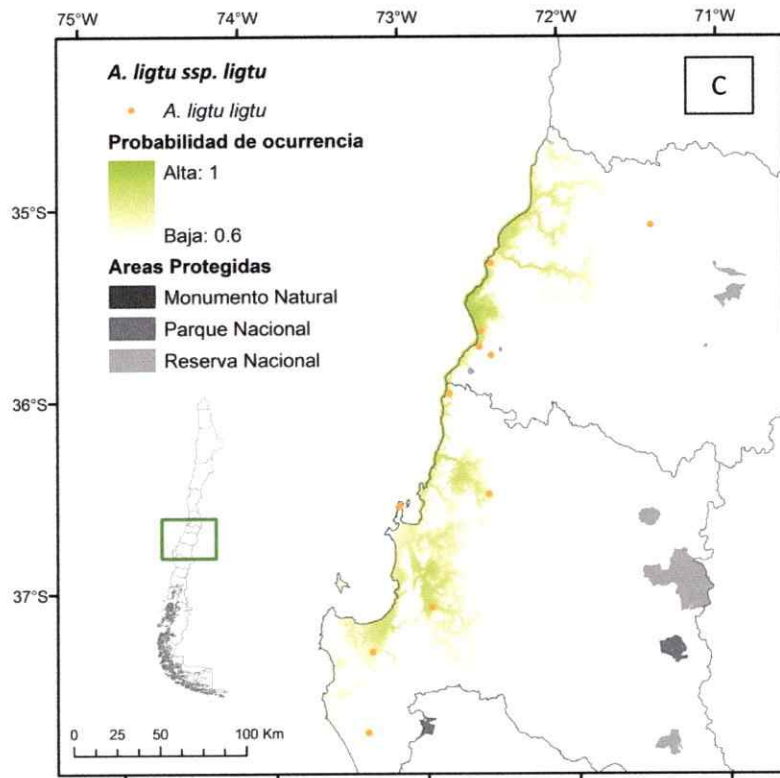 75°W 74°W 73°W 72°W 71°W
A. ligtu ssp. ligtu
C
A. ligtu ligtu
Probabilidad de ocurrencia
Alta: 1
35°S
Baja: 0.6
Areas Protegidas
Monumento Natural
Parque Nacional
Reserva Nacional
36°S
37°S
0 25 50 100 Km